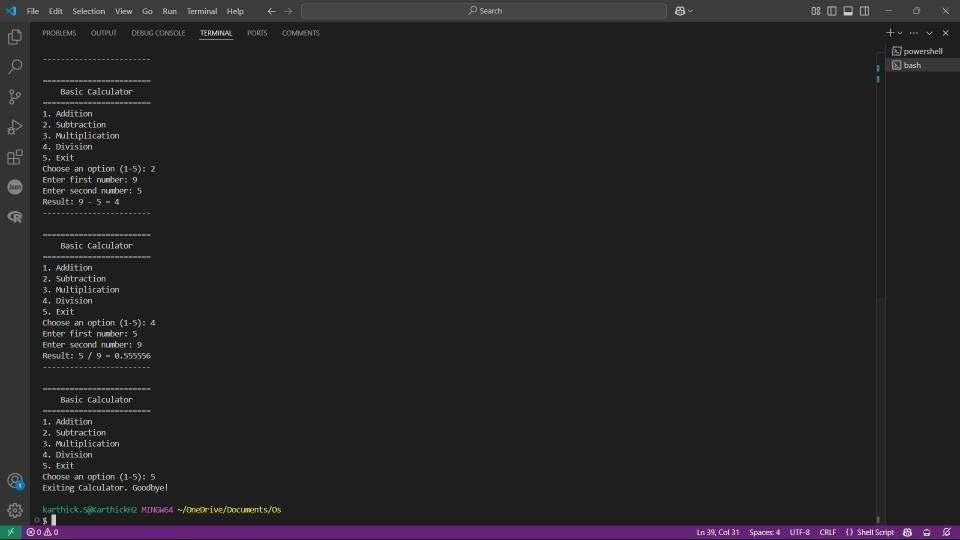 File Edit Selection View Go Run Terminal Help Search
PROBLEMS OUTPUT DEBUG CONSOLE TERMINAL PORTS COMMENTS
powershell
bash
------------------------
========================
Basic Calculator
========================
1. Addition
2. Subtraction
3. Multiplication
4. Division
5. Exit
Choose an option (1-5): 2
Enter first number: 9
Enter second number: 5
Result: 9 - 5 = 4
------------------------
========================
Basic Calculator
========================
1. Addition
2. Subtraction
3. Multiplication
4. Division
5. Exit
Choose an option (1-5): 4
Enter first number: 5
Enter second number: 9
Result: 5 / 9 = 0.555556
------------------------
========================
Basic Calculator
========================
1. Addition
2. Subtraction
3. Multiplication
4. Division
5. Exit
Choose an option (1-5): 5
Exiting Calculator. Goodbye!
karthick.S@KarthickH2 MINGW64 ~/OneDrive/Documents/Os
$
Json
R
1
0 0 Ln 39, Col 31 Spaces: 4 UTF-8 CRLF {} Shell Script